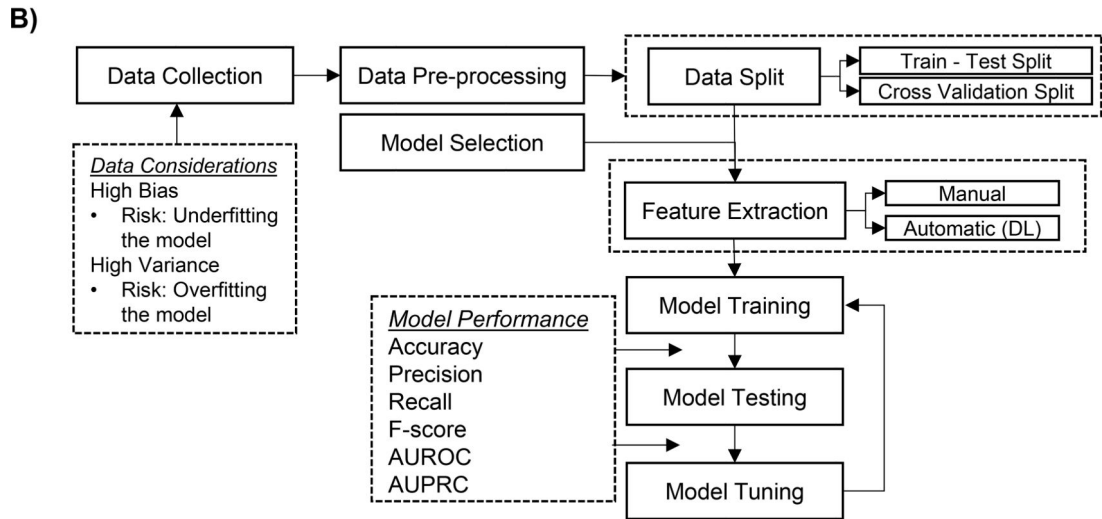 B)
Data Collection
Data Pre-processing
Data Split
Train - Test Split
Cross Validation Split
Model Selection
Data Considerations
High Bias
• Risk: Underfitting
the model
High Variance
• Risk: Overfitting
the model
Feature Extraction
Manual
Automatic (DL)
Model Training
Model Performance
Accuracy
Precision
Recall
F-score
AUROC
AUPRC
Model Testing
Model Tuning